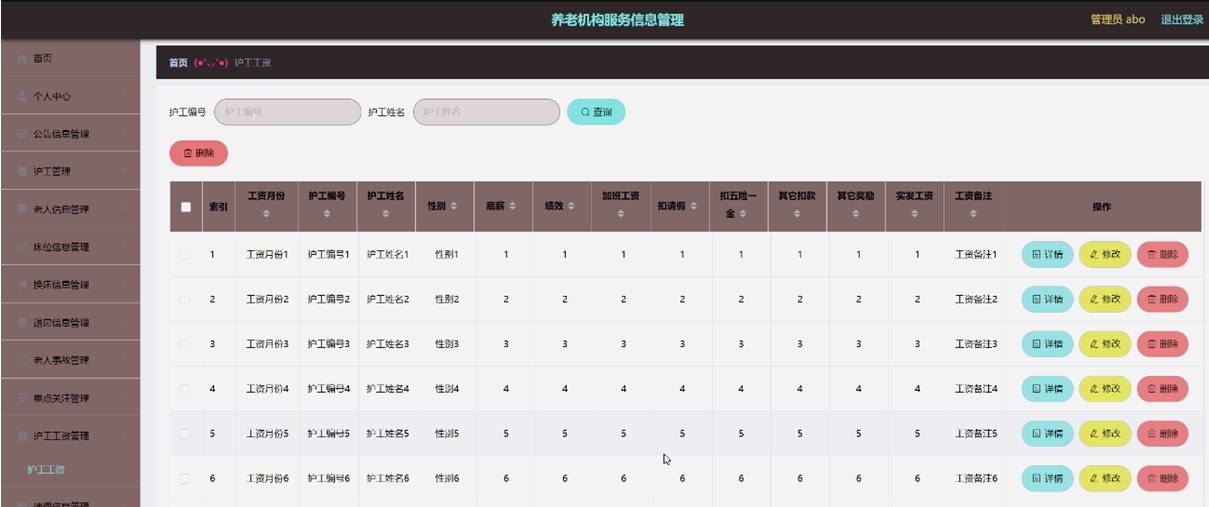 养老机构服务信息管理
管理员 abo 退出登录
首页
个人中心
公告信息管理
护工管理
老人信息管理
床位信息管理
换床信息管理
退房信息管理
老人事故管理
重点关注管理
护工工资管理
护工工资
首页 (●'◡'●) 护工工资
护工编号 护工编号 护工姓名 护工姓名 查询
删除
索引 工资月份 护工编号 护工姓名 性别 底薪 绩效 加班工资 扣请假 扣五险一金 其它扣款 其它奖励 实发工资 工资备注 操作
1 工资月份1 护工编号1 护工姓名1 性别1 1 1 1 1 1 1 1 1 工资备注1 详情 修改 删除
2 工资月份2 护工编号2 护工姓名2 性别2 2 2 2 2 2 2 2 2 工资备注2 详情 修改 删除
3 工资月份3 护工编号3 护工姓名3 性别3 3 3 3 3 3 3 3 3 工资备注3 详情 修改 删除
4 工资月份4 护工编号4 护工姓名4 性别4 4 4 4 4 4 4 4 4 工资备注4 详情 修改 删除
5 工资月份5 护工编号5 护工姓名5 性别5 5 5 5 5 5 5 5 5 工资备注5 详情 修改 删除
6 工资月份6 护工编号6 护工姓名6 性别6 6 6 6 6 6 6 6 6 工资备注6 详情 修改 删除